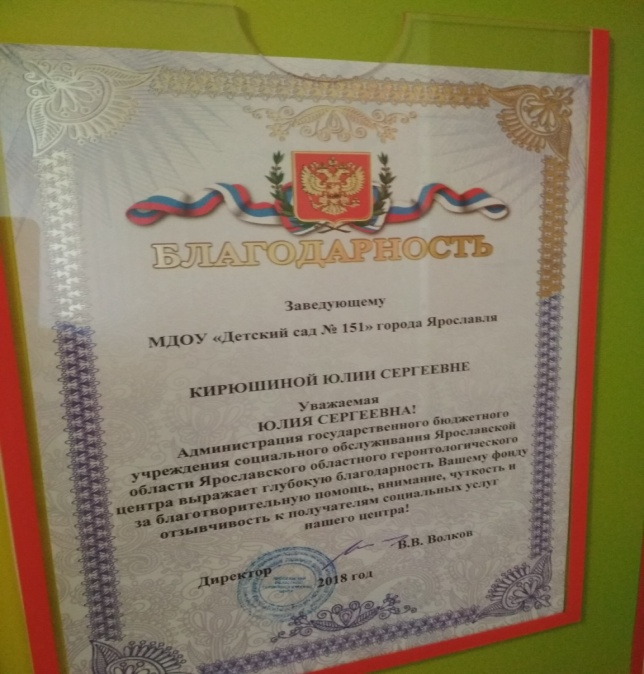 БЛАГОДАРНОСТЬ
Заведующему
МДОУ «Детский сад № 151» города Ярославля
КИРЮШИНОЙ ЮЛИИ СЕРГЕЕВНЕ
Уважаемая
ЮЛИЯ СЕРГЕЕВНА!
Администрация государственного бюджетного
учреждения социального обслуживания Ярославской
области Ярославского областного геронтологического
центра выражает глубокую благодарность Вашему фонду
за благотворительную помощь, внимание, чуткость и
отзывчивость к получателям социальных услуг
нашего центра!
Директор В.В. Волков
2018 год